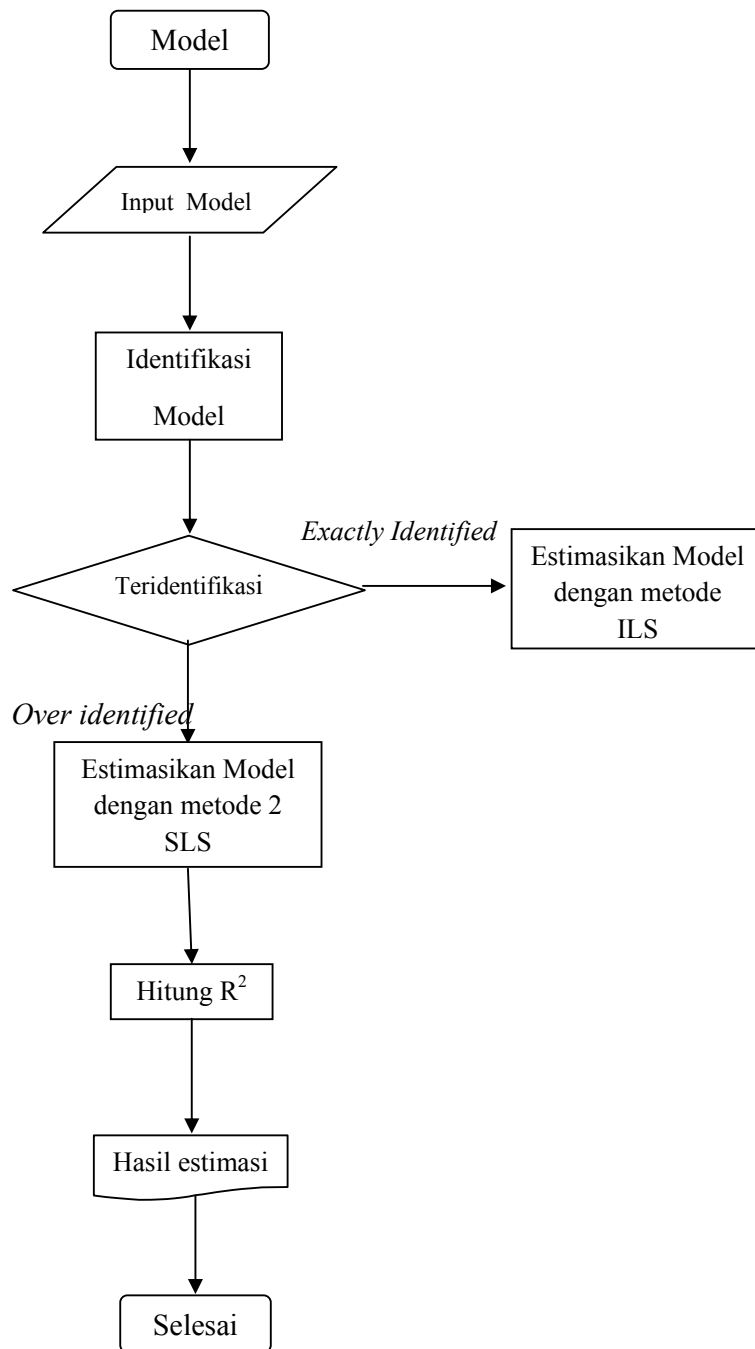 Model
Input Model
Identifikasi
Model
Exactly Identified
Teridentifikasi
Estimasikan Model
dengan metode
ILS
Over identified
Estimasikan Model
dengan metode 2
SLS
Hitung R²
Hasil estimasi
Selesai